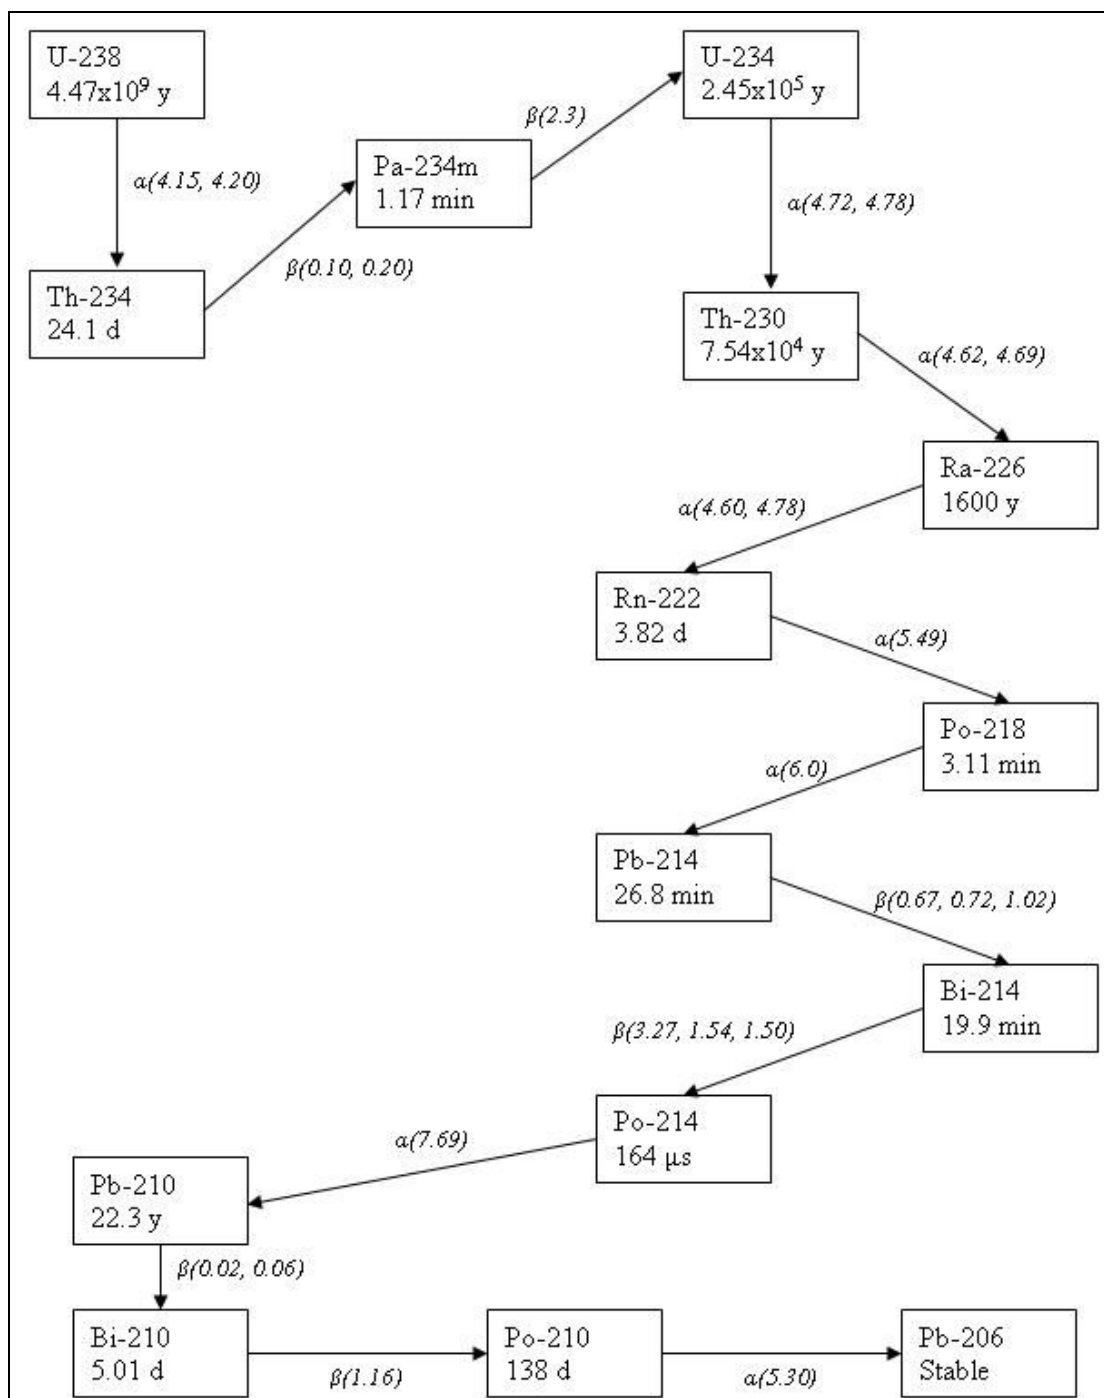 U-238
4.47x10⁹ y
α(4.15, 4.20)
Th-234
24.1 d
β(0.10, 0.20)
Pa-234m
1.17 min
β(2.3)
U-234
2.45x10⁵ y
α(4.72, 4.78)
Th-230
7.54x10⁴ y
α(4.62, 4.69)
Ra-226
1600 y
α(4.60, 4.78)
Rn-222
3.82 d
α(5.49)
Po-218
3.11 min
α(6.0)
Pb-214
26.8 min
β(0.67, 0.72, 1.02)
Bi-214
19.9 min
β(3.27, 1.54, 1.50)
Po-214
164 μs
α(7.69)
Pb-210
22.3 y
β(0.02, 0.06)
Bi-210
5.01 d
β(1.16)
Po-210
138 d
α(5.30)
Pb-206
Stable